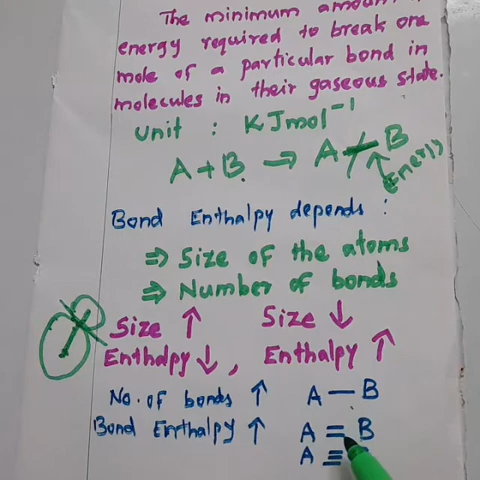 The minimum amount
energy required to break one
mole of a particular bond in
molecules in their gaseous state.
Unit : KJmol⁻¹
A + B → A — B
Energy
Bond Enthalpy depends :
⇒ Size of the atoms
⇒ Number of bonds
Size ↑ Size ↓
Enthalpy ↓, Enthalpy ↑
No. of bonds ↑ A — B
Bond Enthalpy ↑ A = B
A ≡